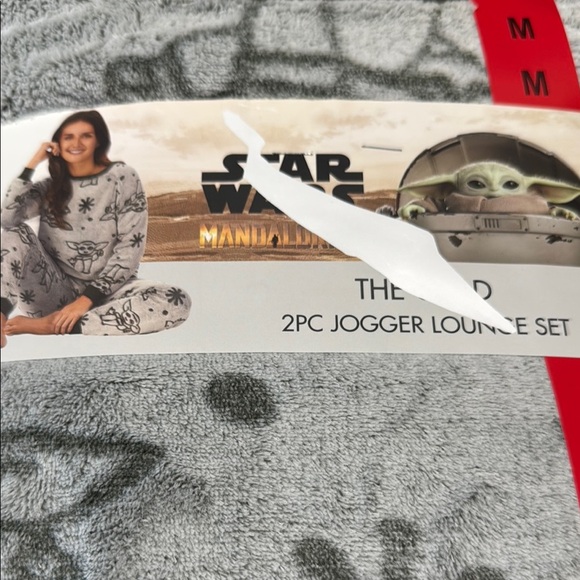 M
M
STAR
WARS
THE
2PC JOGGER LOUNGE SET